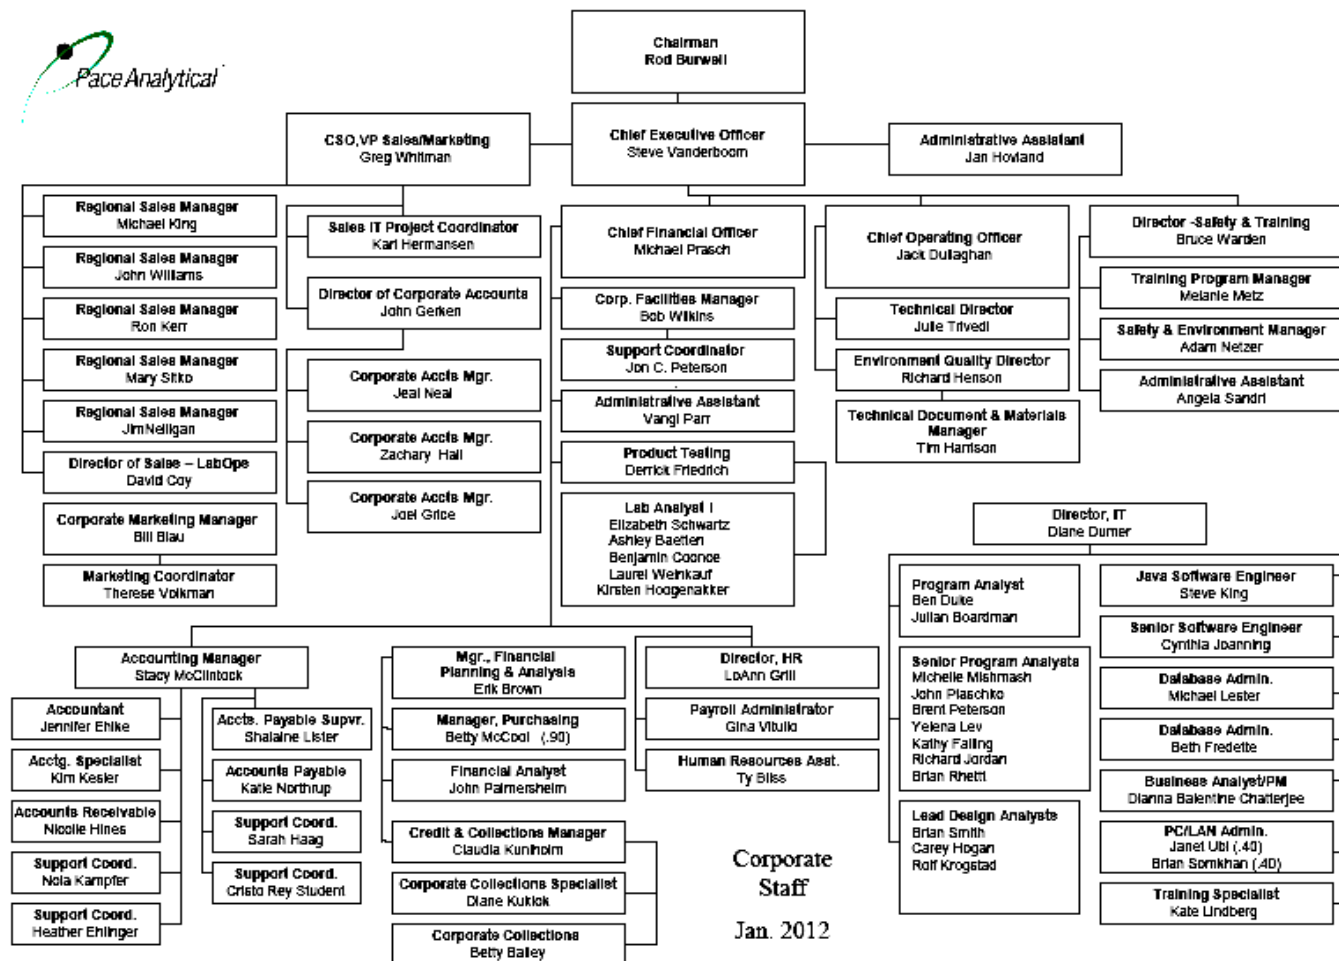 Pace Analytical
Chairman
Rod Burwell
CSO,VP Sales/Marketing
Greg Whitman
Chief Executive Officer
Steve Vanderboom
Administrative Assistant
Jan Hovland
Regional Sales Manager
Michael King
Regional Sales Manager
John Williams
Regional Sales Manager
Ron Kerr
Regional Sales Manager
Mary Sitko
Regional Sales Manager
JimNelligan
Director of Sales – LabOps
David Coy
Corporate Marketing Manager
Bill Blau
Marketing Coordinator
Therese Volkman
Sales IT Project Coordinator
Karl Hermansen
Director of Corporate Accounts
John Gerken
Corporate Accts Mgr.
Jeal Neal
Corporate Accts Mgr.
Zachary Hall
Corporate Accts Mgr.
Joel Grice
Chief Financial Officer
Michael Prasch
Corp. Facilities Manager
Bob Wilkins
Support Coordinator
Jon C. Peterson
Administrative Assistant
Vangi Parr
Product Testing
Derrick Friedrich
Lab Analyst I
Elizabeth Schwartz
Ashley Baetten
Benjamin Coonce
Laurel Weinkauf
Kirsten Hoogenakker
Chief Operating Officer
Jack Dullaghan
Technical Director
Julie Trivedi
Environment Quality Director
Richard Henson
Technical Document & Materials
Manager
Tim Harrison
Director -Safety & Training
Bruce Warden
Training Program Manager
Melanie Metz
Safety & Environment Manager
Adam Netzer
Administrative Assistant
Angela Sandri
Director, IT
Diane Durner
Program Analyst
Ben Duke
Julian Boardman
Senior Program Analysts
Michelle Mishmash
John Plaschko
Brent Peterson
Yelena Lev
Kathy Falling
Richard Jordan
Brian Rhetti
Lead Design Analysts
Brian Smith
Carey Hogan
Rolf Krogstad
Java Software Engineer
Steve King
Senior Software Engineer
Cynthia Joanning
Database Admin.
Michael Lester
Database Admin.
Beth Fredette
Business Analyst/PM
Dianna Balentine Chatterjee
PC/LAN Admin.
Janet Ubl (.40)
Brian Somkhan (.40)
Training Specialist
Kate Lindberg
Accounting Manager
Stacy McClintock
Accountant
Jennifer Ehlke
Acctg. Specialist
Kim Kesler
Accounts Receivable
Nicolle Hines
Support Coord.
Nola Kampfer
Support Coord.
Heather Ehlinger
Accts. Payable Supvr.
Shalaine Lister
Accounts Payable
Katie Northrup
Support Coord.
Sarah Haag
Support Coord.
Cristo Rey Student
Mgr., Financial
Planning & Analysis
Erik Brown
Manager, Purchasing
Betty McCool (.90)
Financial Analyst
John Palmersheim
Credit & Collections Manager
Claudia Kunlholm
Corporate Collections Specialist
Diane Kuklok
Corporate Collections
Betty Bailey
Director, HR
LoAnn Grill
Payroll Administrator
Gina Vitullo
Human Resources Asst.
Ty Bliss
Corporate
Staff
Jan. 2012